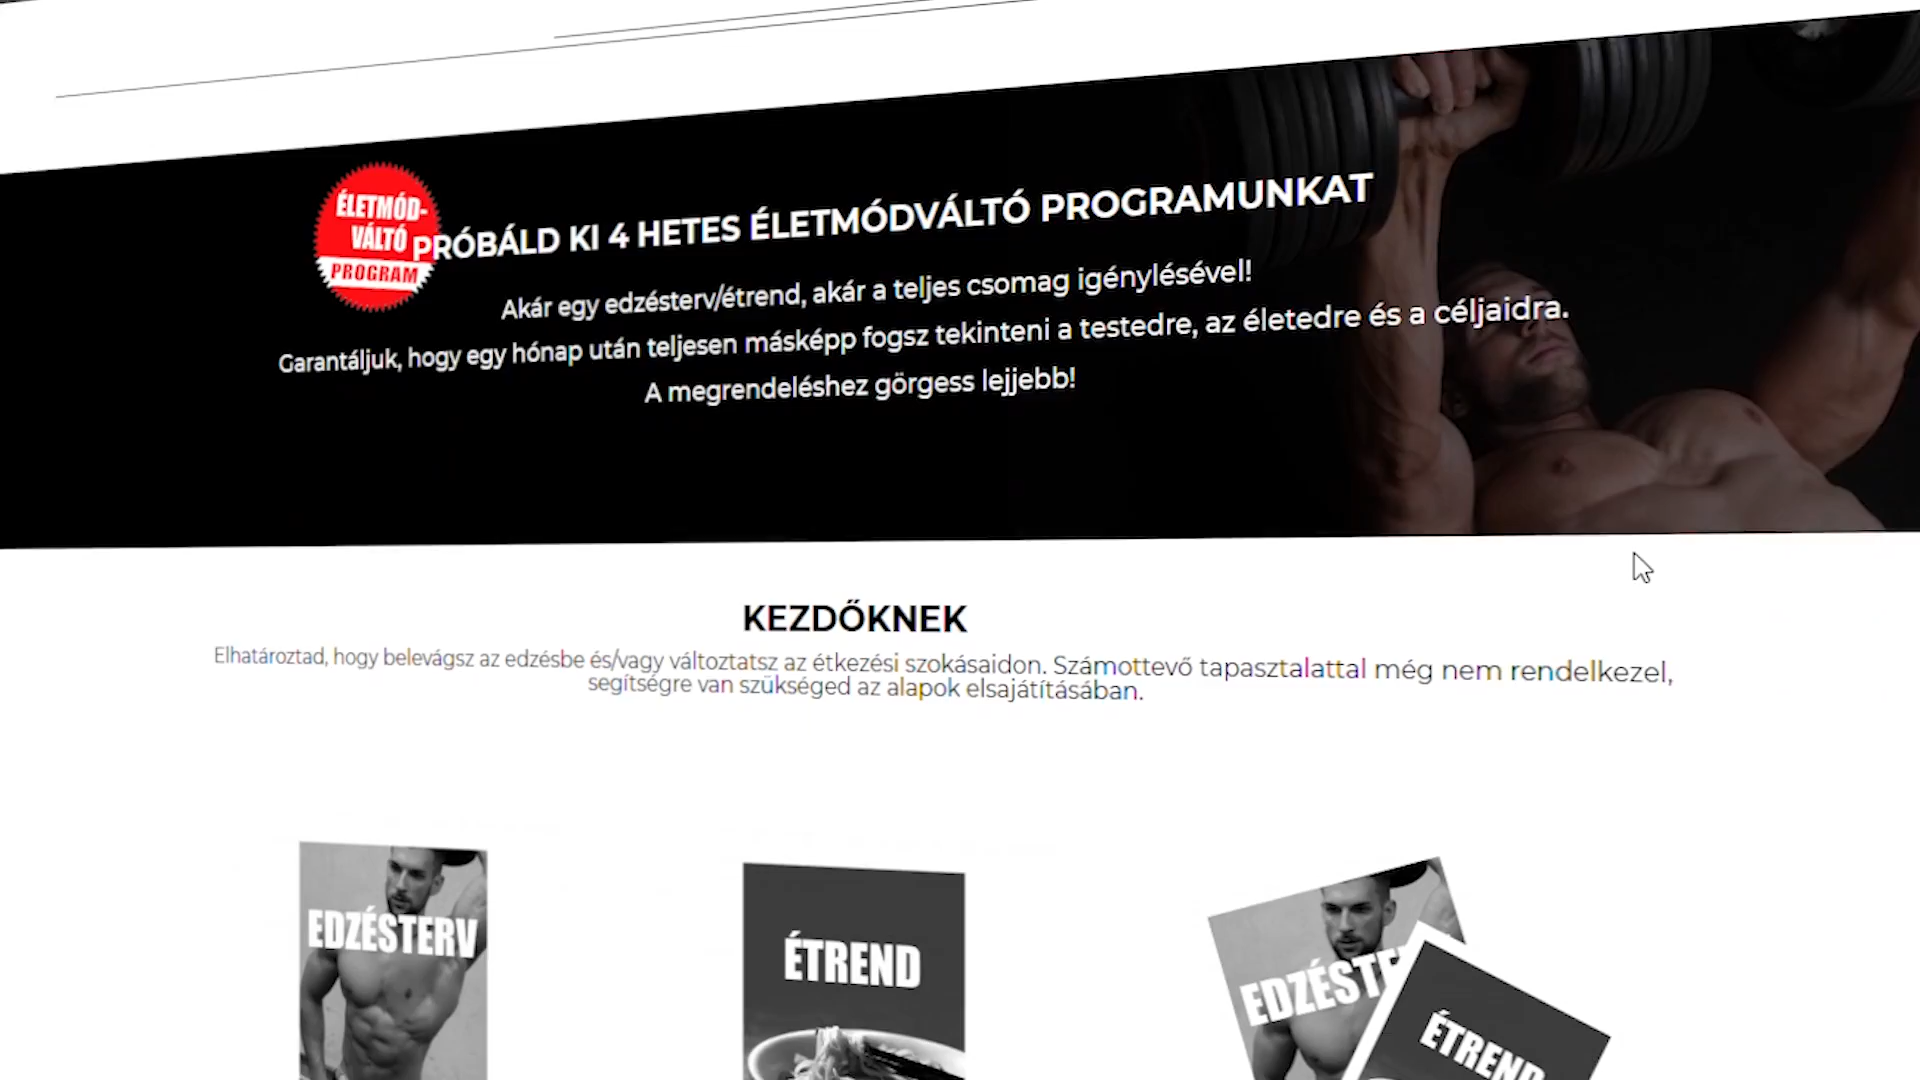 ÉLETMÓD-
VÁLTÓ
PROGRAM
PRÓBÁLD KI 4 HETES ÉLETMÓDVÁLTÓ PROGRAMUNKAT
Akár egy edzésterv/étrend, akár a teljes csomag igénylésével!
Garantáljuk, hogy egy hónap után teljesen másképp fogsz tekinteni a testedre, az életedre és a céljaidra.
A megrendeléshez görgess lejjebb!
KEZDŐKNEK
Elhatároztad, hogy belevágsz az edzésbe és/vagy változtatsz az étkezési szokásaidon. Számottevő tapasztalattal még nem rendelkezel,
segítségre van szükséged az alapok elsajátításában.
EDZÉSTERV
ÉTREND
EDZÉSTE
ÉTREND